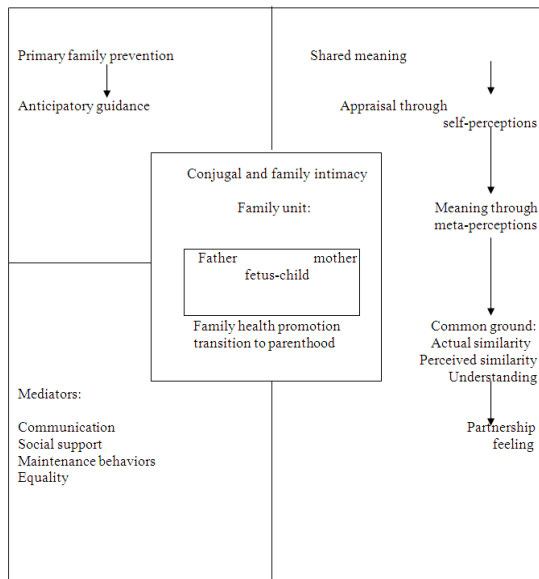 Primary family prevention
Anticipatory guidance
Shared meaning
Appraisal through
self-perceptions
Meaning through
meta-perceptions
Common ground:
Actual similarity
Perceived similarity
Understanding
Partnership
feeling
Conjugal and family intimacy
Family unit:
Father mother
fetus-child
Family health promotion
transition to parenthood
Mediators:
Communication
Social support
Maintenance behaviors
Equality